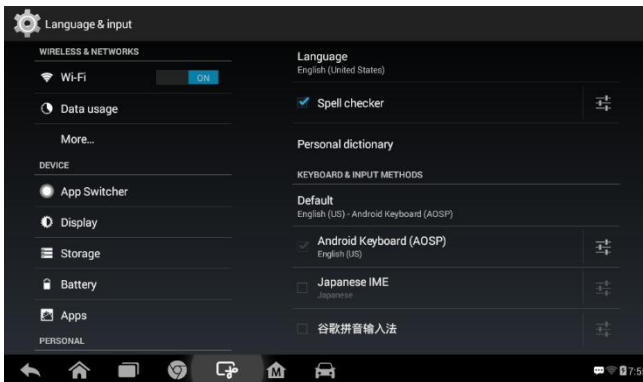 Language & input
WIRELESS & NETWORKS
Wi-Fi
ON
Data usage
More...
DEVICE
App Switcher
Display
Storage
Battery
Apps
PERSONAL
Language
English (United States)
Spell checker
Personal dictionary
KEYBOARD & INPUT METHODS
Default
English (US) - Android Keyboard (AOSP)
Android Keyboard (AOSP)
English (US)
Japanese IME
Japanese
谷歌拼音输入法
M